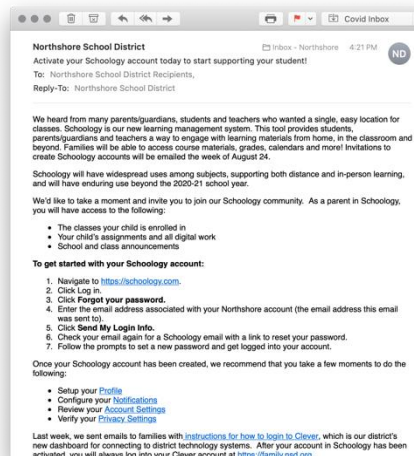 Covid Inbox
Northshore School District
Inbox - Northshore 4:21 PM
ND
Activate your Schoology account today to start supporting your student!
To: Northshore School District Recipients,
Reply-To: Northshore School District
We heard from many parents/guardians, students and teachers who wanted a single, easy location for
classes. Schoology is our new learning management system. This tool provides students,
parents/guardians and teachers a way to engage with learning materials from home, in the classroom and
beyond. Families will be able to access course materials, grades, calendars and more! Invitations to
create Schoology accounts will be emailed the week of August 24.
Schoology will have widespread uses among subjects, supporting both distance and in-person learning,
and will have enduring use beyond the 2020-21 school year.
We'd like to take a moment and invite you to join our Schoology community. As a parent in Schoology,
you will have access to the following:
• The classes your child is enrolled in
• Your child's assignments and all digital work
• School and class announcements
To get started with your Schoology account:
1. Navigate to https://schoology.com.
2. Click Log in.
3. Click Forgot your password.
4. Enter the email address associated with your Northshore account (the email address this email
was sent to).
5. Click Send My Login Info.
6. Check your email again for a Schoology email with a link to reset your password.
7. Follow the prompts to set a new password and get logged into your account.
Once your Schoology account has been created, we recommend that you take a few moments to do the
following:
• Setup your Profile
• Configure your Notifications
• Review your Account Settings
• Verify your Privacy Settings
Last week, we sent emails to families with instructions for how to login to Clever, which is our district's
new dashboard for connecting to district technology systems. After your account in Schoology has been
activated, you will always log into your Clever account at https://family.nsd.org